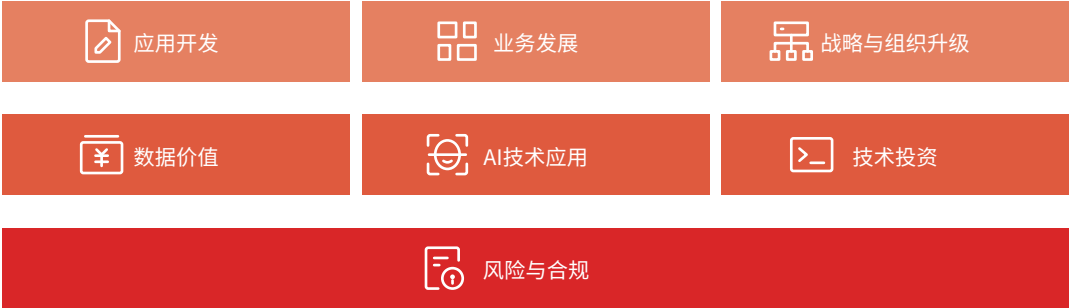 应用开发
业务发展
战略与组织升级
数据价值
AI技术应用
技术投资
风险与合规